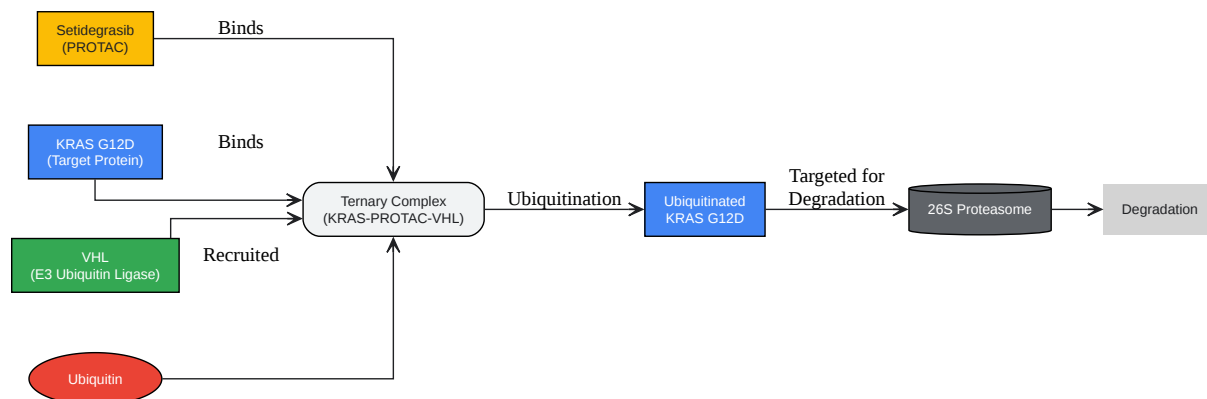 Setidegrasib
(PROTAC)
Binds
KRAS G12D
(Target Protein)
Binds
VHL
(E3 Ubiquitin Ligase)
Recruited
Ubiquitin
Ternary Complex
(KRAS-PROTAC-VHL)
Ubiquitination
Ubiquitinated
KRAS G12D
Targeted for
Degradation
26S Proteasome
Degradation